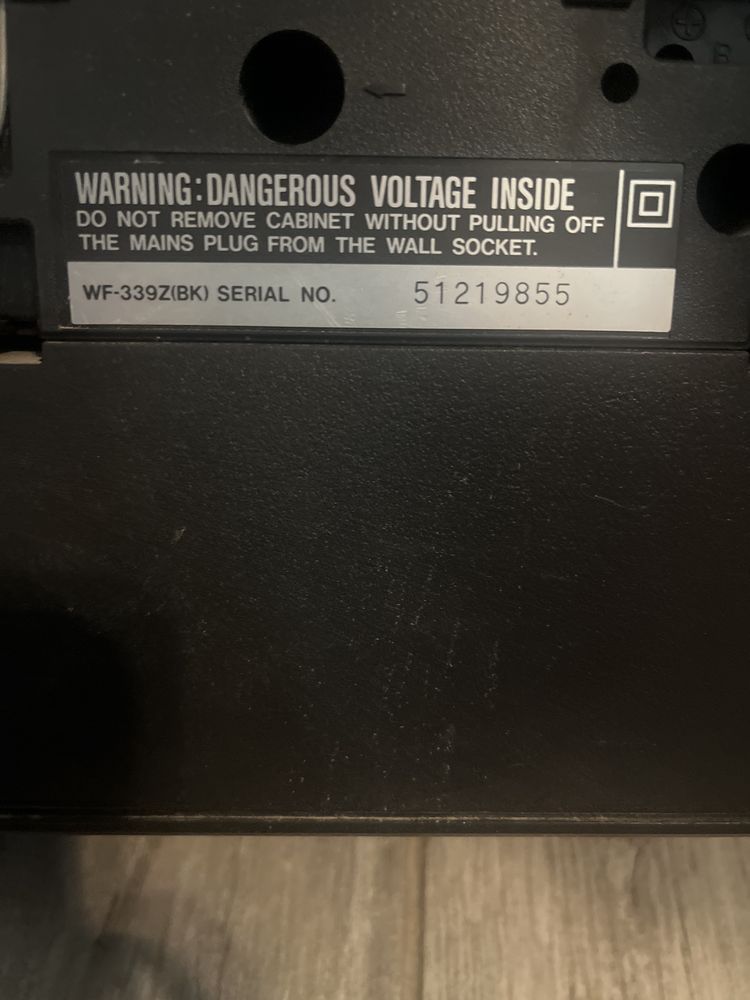 WARNING:DANGEROUS VOLTAGE INSIDE
DO NOT REMOVE CABINET WITHOUT PULLING OFF
THE MAINS PLUG FROM THE WALL SOCKET.
WF-339Z(BK) SERIAL NO. 51219855